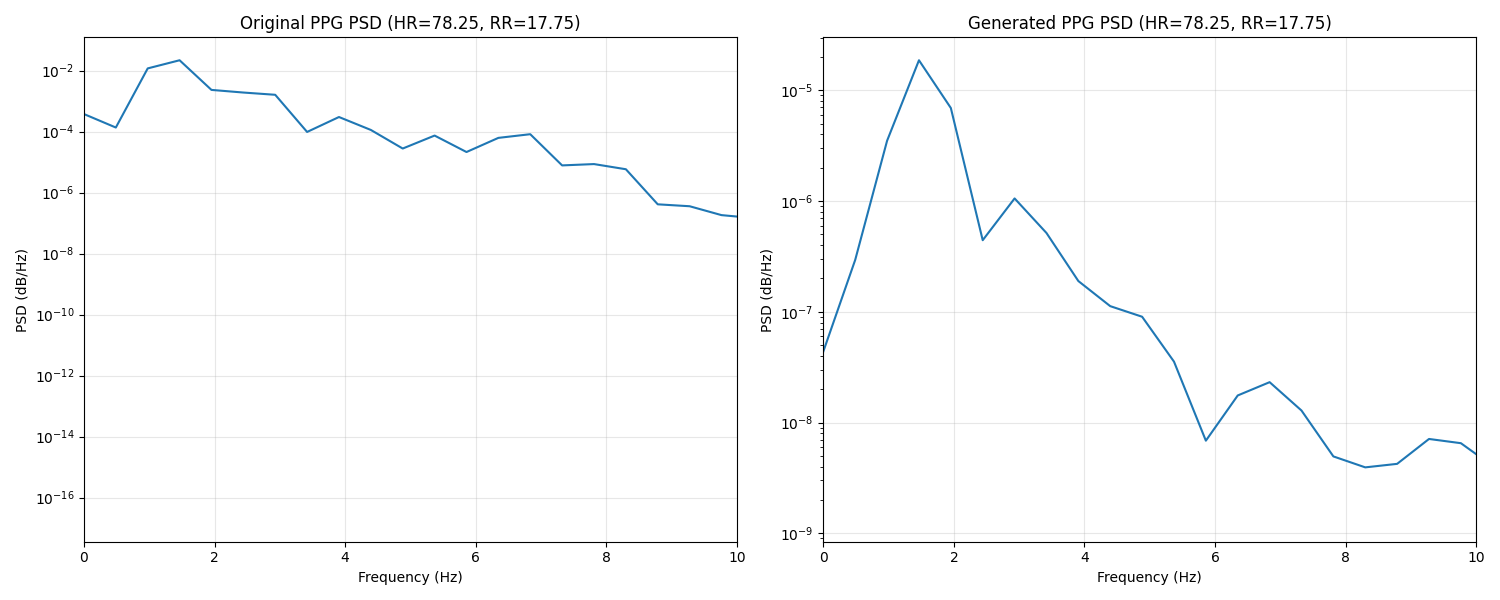 Original PPG PSD (HR=78.25, RR=17.75)
PSD (dB/Hz)
10⁻²
10⁻⁴
10⁻⁶
10⁻⁸
10⁻¹⁰
10⁻¹²
10⁻¹⁴
10⁻¹⁶
0 2 4 6 8 10
Frequency (Hz)
Generated PPG PSD (HR=78.25, RR=17.75)
PSD (dB/Hz)
10⁻⁵
10⁻⁶
10⁻⁷
10⁻⁸
10⁻⁹
0 2 4 6 8 10
Frequency (Hz)